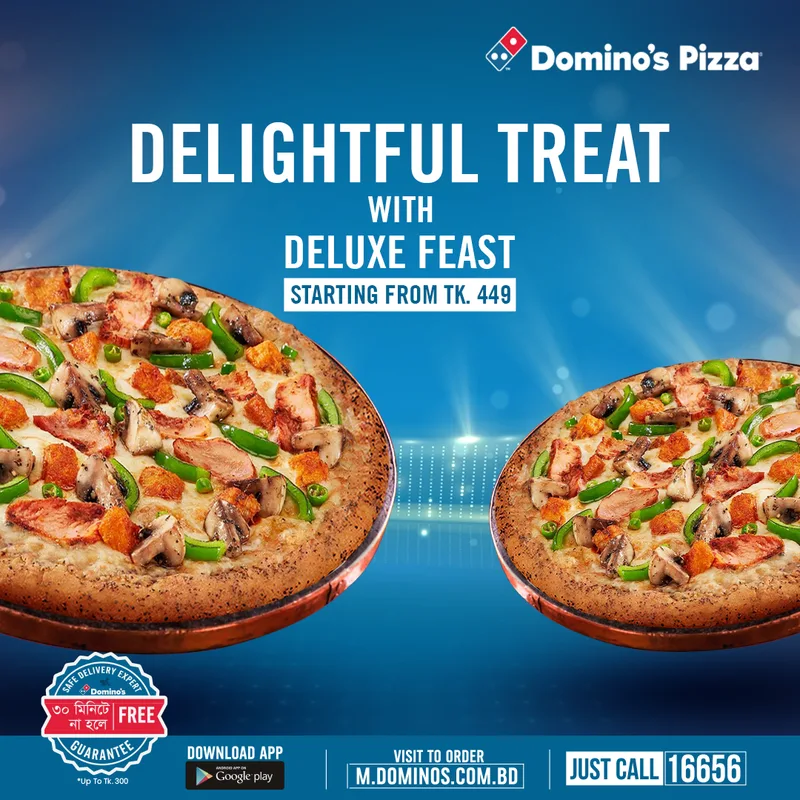 Domino's Pizza
DELIGHTFUL TREAT
WITH
DELUXE FEAST
STARTING FROM TK. 449
SAFE DELIVERY EXPERT
Domino's
৩০ মিনিটে
না হলে
FREE
GUARANTEE
*Up To Tk. 300
DOWNLOAD APP
ANDROID APP ON
Google play
VISIT TO ORDER
M.DOMINOS.COM.BD
JUST CALL 16656